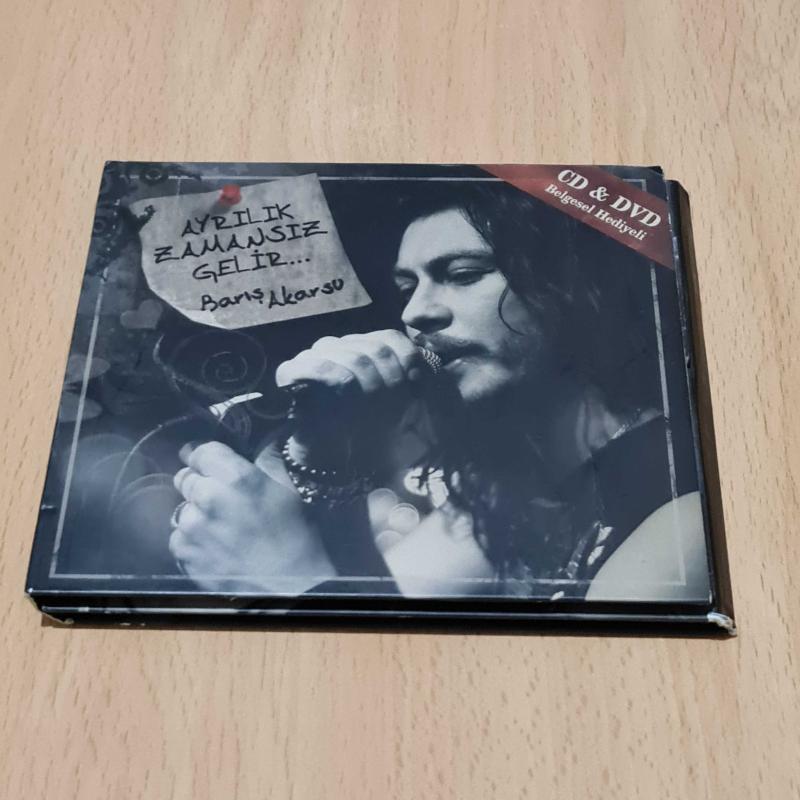 AYRILIK
ZAMANSIZ
GELİR...
Barış Akarsu
CD & DVD
Belgesel Hediyeli